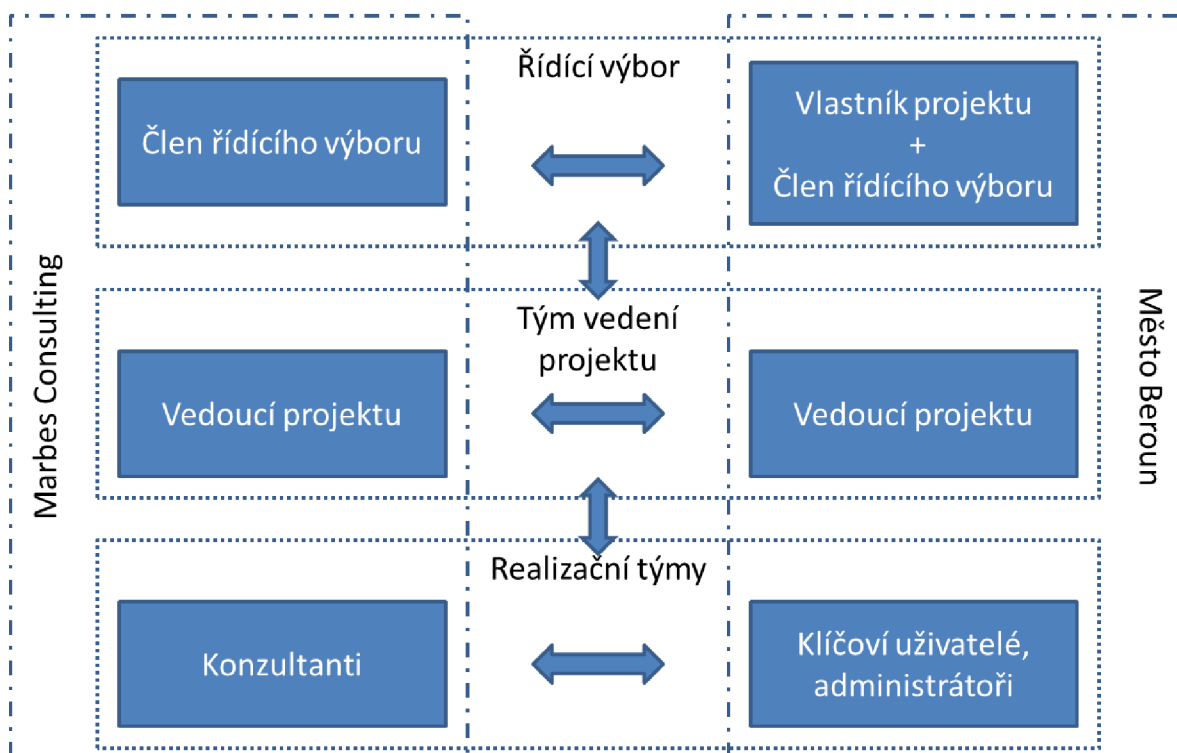 Řídící výbor
Člen řídícího výboru
Vlastník projektu
+
Člen řídícího výboru
Marbes Consulting
Město Beroun
Tým vedení
projektu
Vedoucí projektu
Vedoucí projektu
Realizační týmy
Konzultanti
Klíčoví uživatelé,
administrátoři